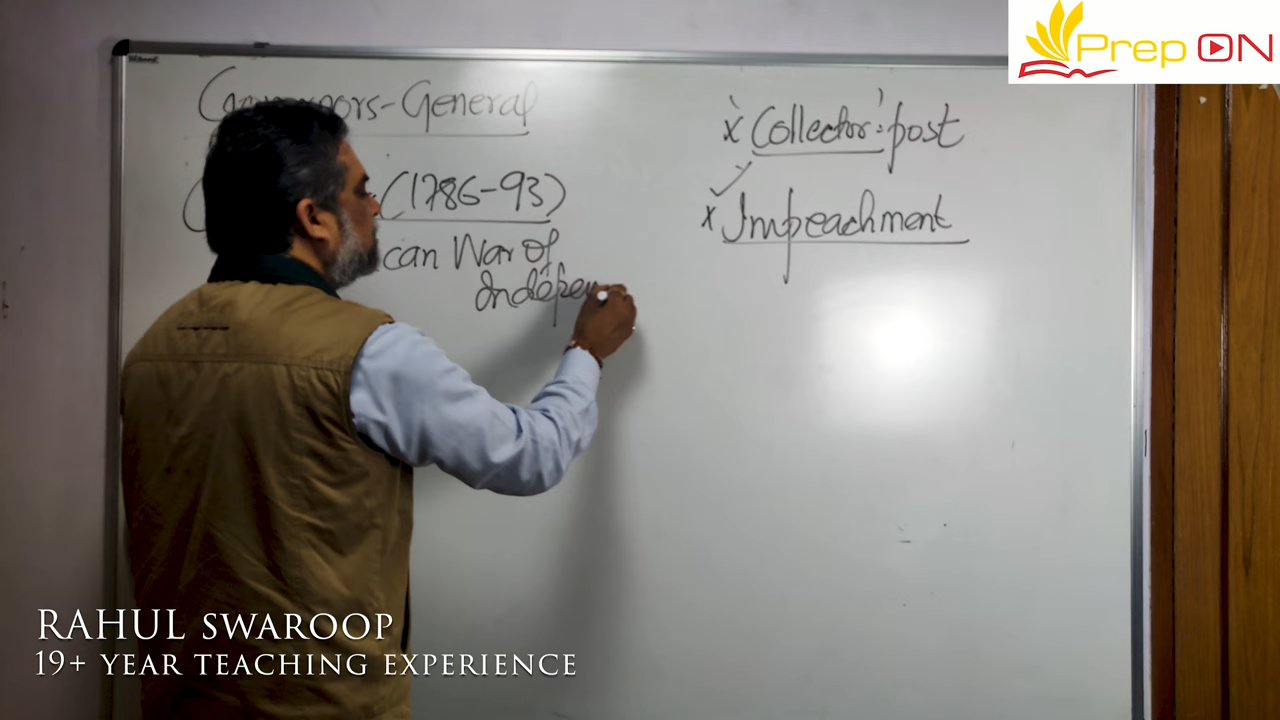 Prep ON
Governors-General
(1786-93)
can War of
Indepen
x 'Collector' : post
x Impeachment
RAHUL SWAROOP
19+ YEAR TEACHING EXPERIENCE